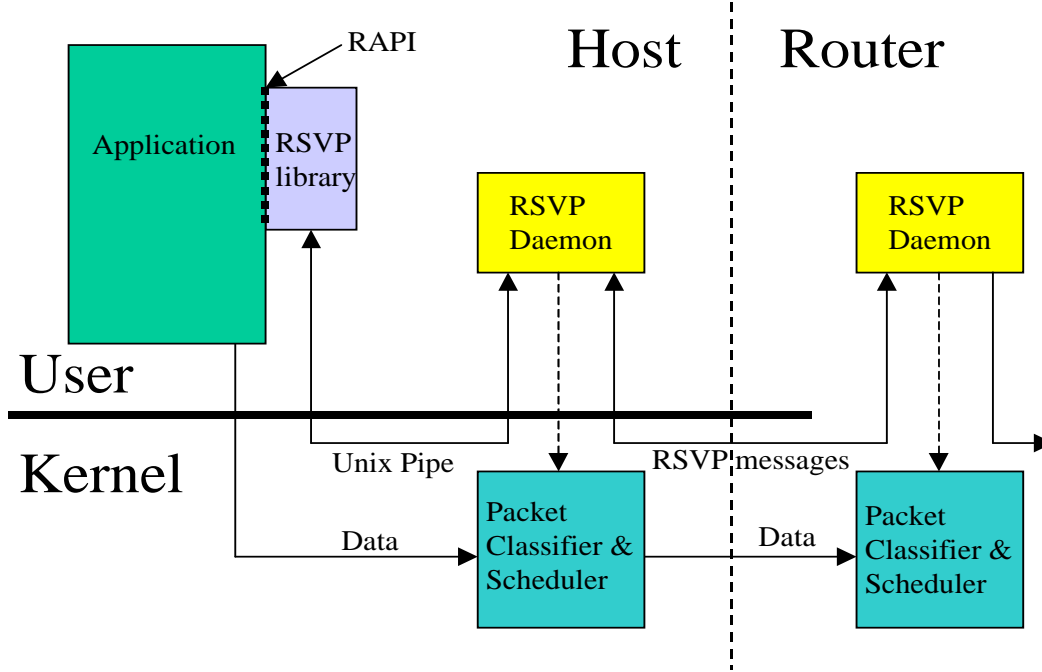 RAPI
Host
Router
Application
RSVP
library
RSVP
Daemon
RSVP
Daemon
User
Kernel
Unix Pipe
RSVP messages
Packet
Classifier &
Scheduler
Packet
Classifier &
Scheduler
Data
Data